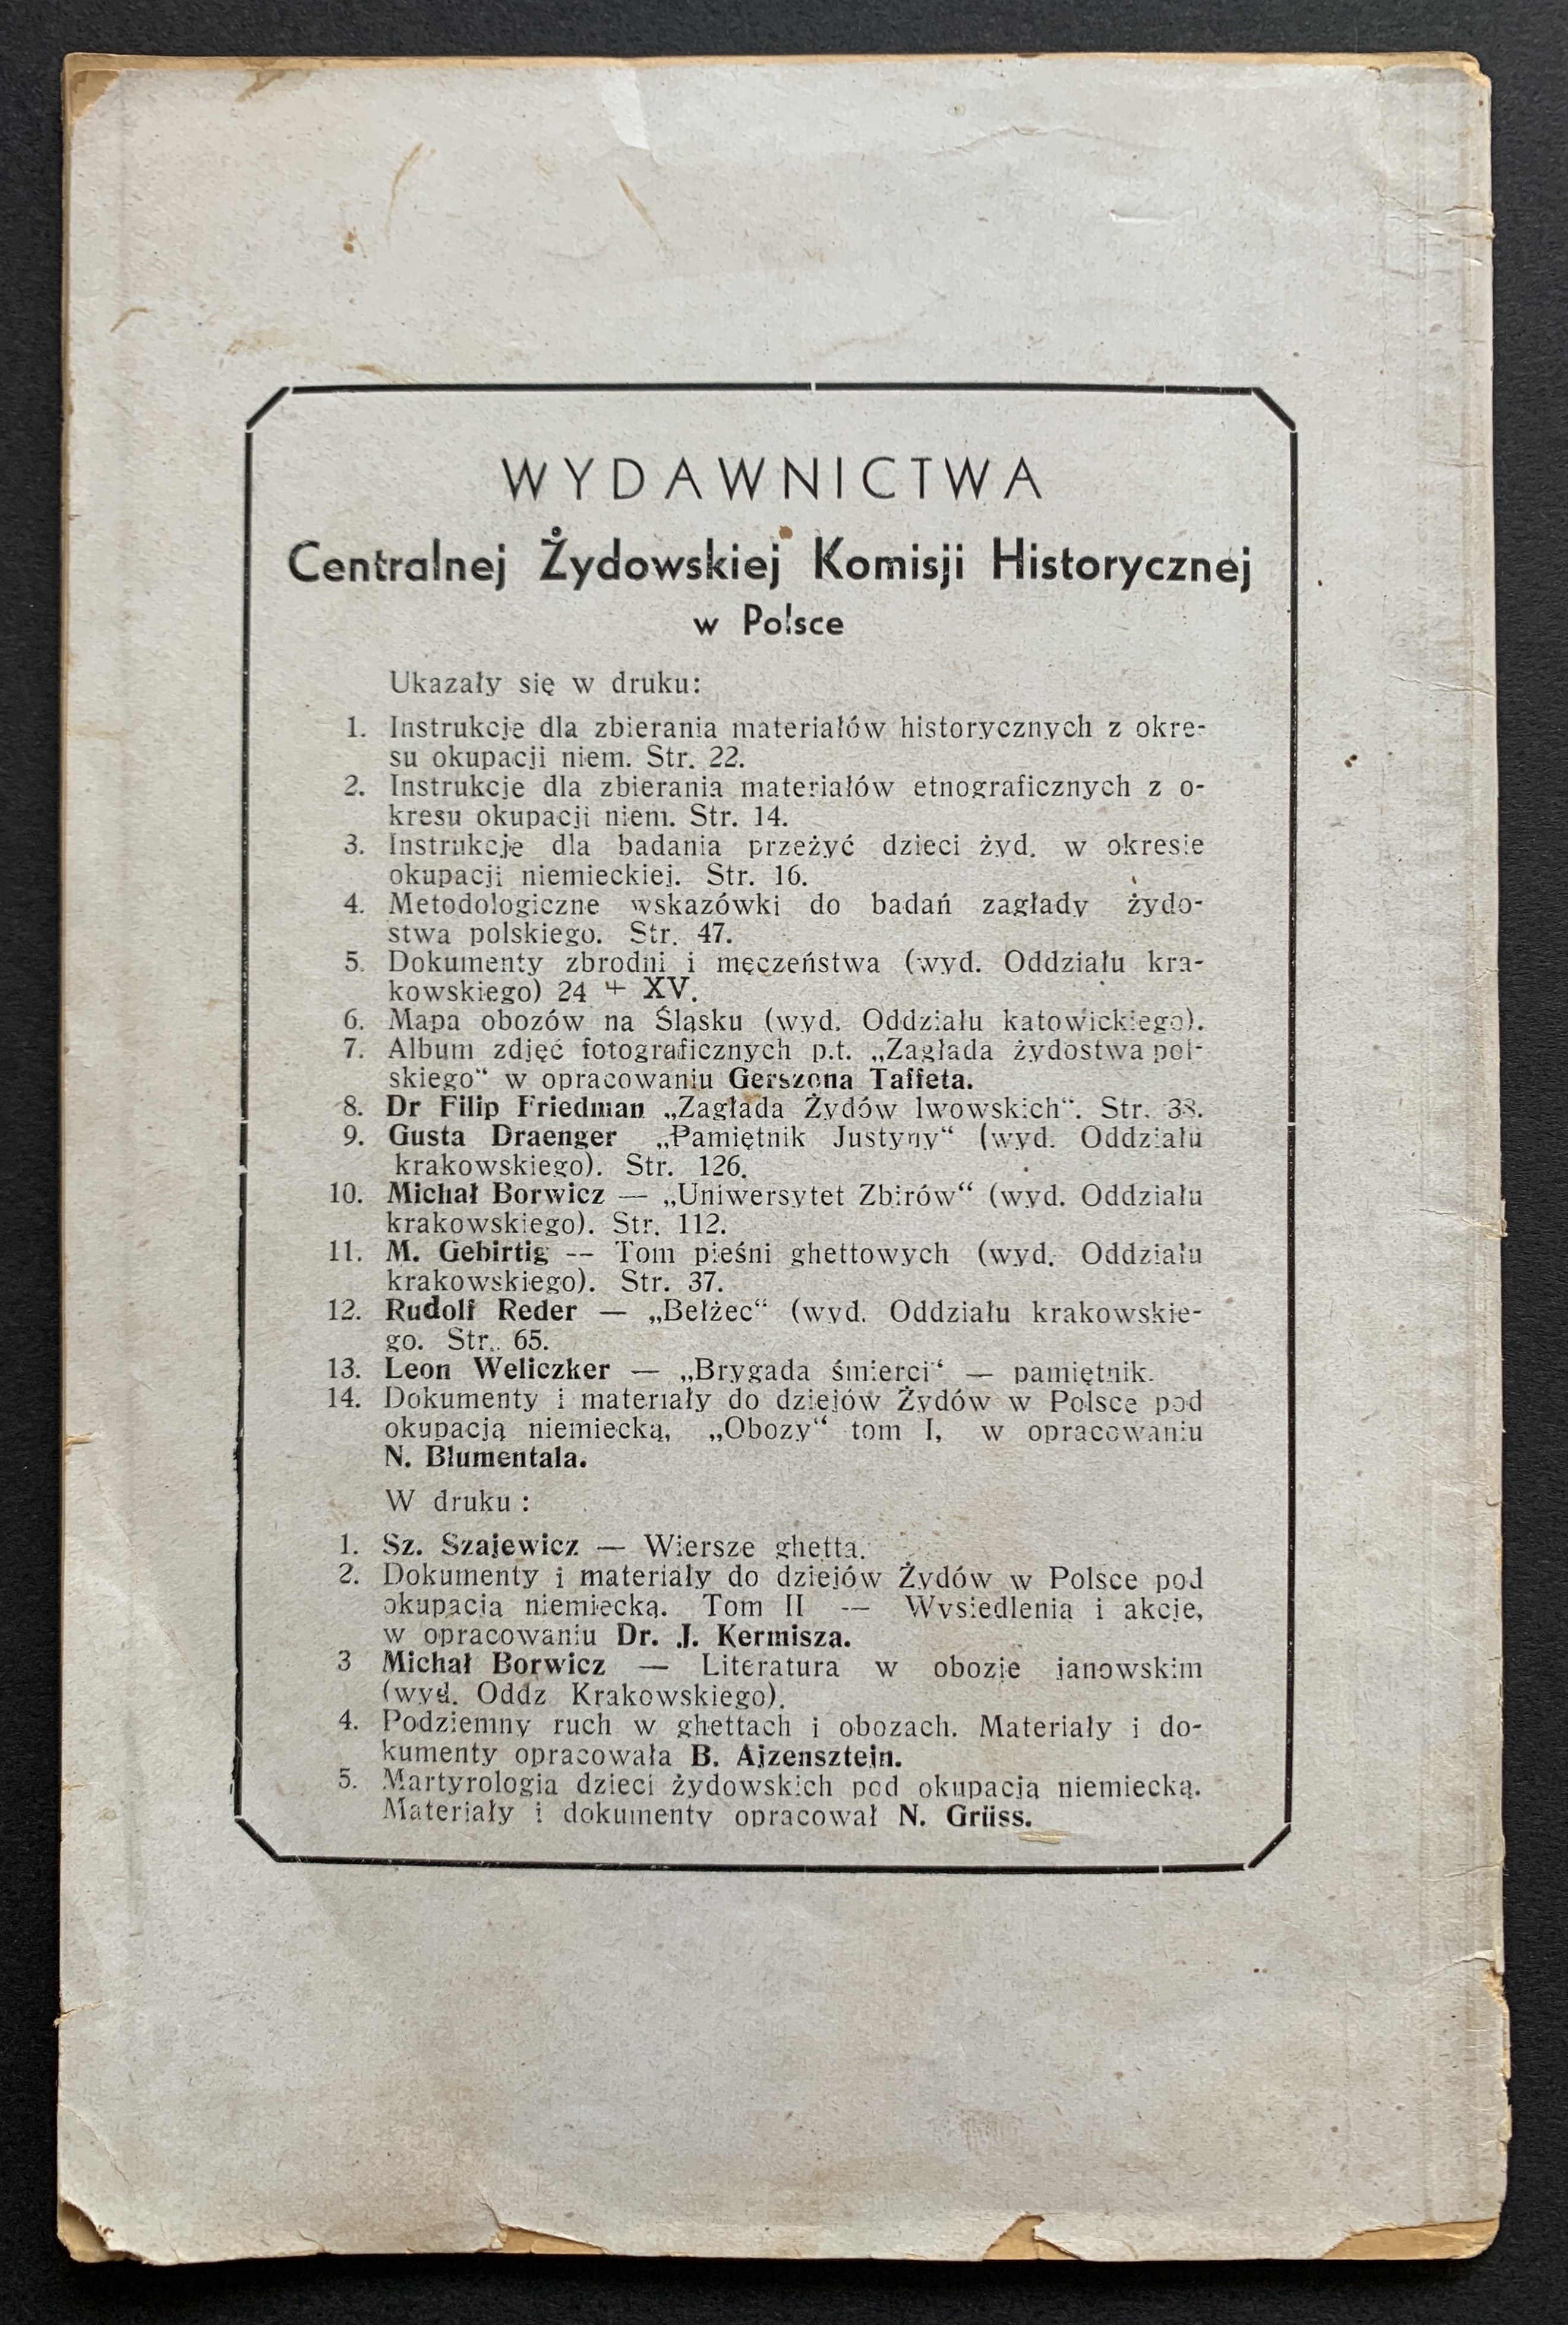 WYDAWNICTWA
Centralnej Żydowskiej Komisji Historycznej
w Polsce
Ukazały się w druku:
1. Instrukcje dla zbierania materiałów historycznych z okre-
su okupacji niem. Str. 22.
2. Instrukcje dla zbierania materiałów etnograficznych z o-
kresu okupacji niem. Str. 14.
3. Instrukcje dla badania przeżyć dzieci żyd. w okresie
okupacji niemieckiej. Str. 16.
4. Metodologiczne wskazówki do badań zagłady żydo-
stwa polskiego. Str. 47.
5. Dokumenty zbrodni i męczeństwa (wyd. Oddziału kra-
kowskiego) 24 + XV.
6. Mapa obozów na Śląsku (wyd. Oddziału katowickiego).
7. Album zdjęć fotograficznych p.t. „Zagłada żydostwa pol-
skiego“ w opracowaniu Gerszona Taffeta.
8. Dr Filip Friedman „Zagłada Żydów lwowskich“. Str. 38.
9. Gusta Draenger „Pamiętnik Justyny“ (wyd. Oddziału
krakowskiego). Str. 126.
10. Michał Borwicz — „Uniwersytet Zbirów“ (wyd. Oddziału
krakowskiego). Str. 112.
11. M. Gebirtig -- Tom pieśni ghettowych (wyd. Oddziału
krakowskiego). Str. 37.
12. Rudolf Reder — „Bełżec“ (wyd. Oddziału krakowskie-
go. Str. 65.
13. Leon Weliczker — „Brygada śmierci“ — pamiętnik.
14. Dokumenty i materiały do dziejów Żydów w Polsce pod
okupacją niemiecką, „Obozy“ tom I, w opracowaniu
N. Blumentala.
W druku :
1. Sz. Szajewicz — Wiersze ghetta.
2. Dokumenty i materiały do dziejów Żydów w Polsce pod
okupacją niemiecką. Tom II -— Wysiedlenia i akcje,
w opracowaniu Dr. J. Kermisza.
3 Michał Borwicz — Literatura w obozie janowskim
(wyd. Oddz Krakowskiego).
4. Podziemny ruch w ghettach i obozach. Materiały i do-
kumenty opracowała B. Ajzensztejn.
5. Martyrologia dzieci żydowskich pod okupacją niemiecką.
Materiały i dokumenty opracował N. Grüss.